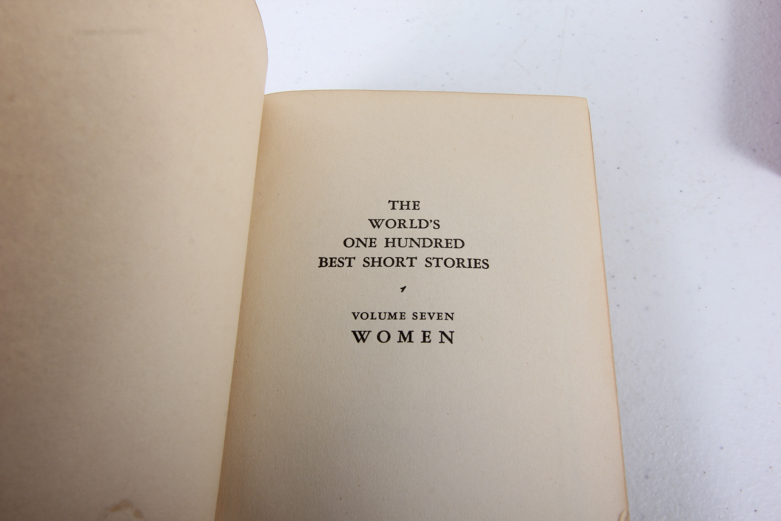 THE
WORLD'S
ONE HUNDRED
BEST SHORT STORIES
VOLUME SEVEN
WOMEN